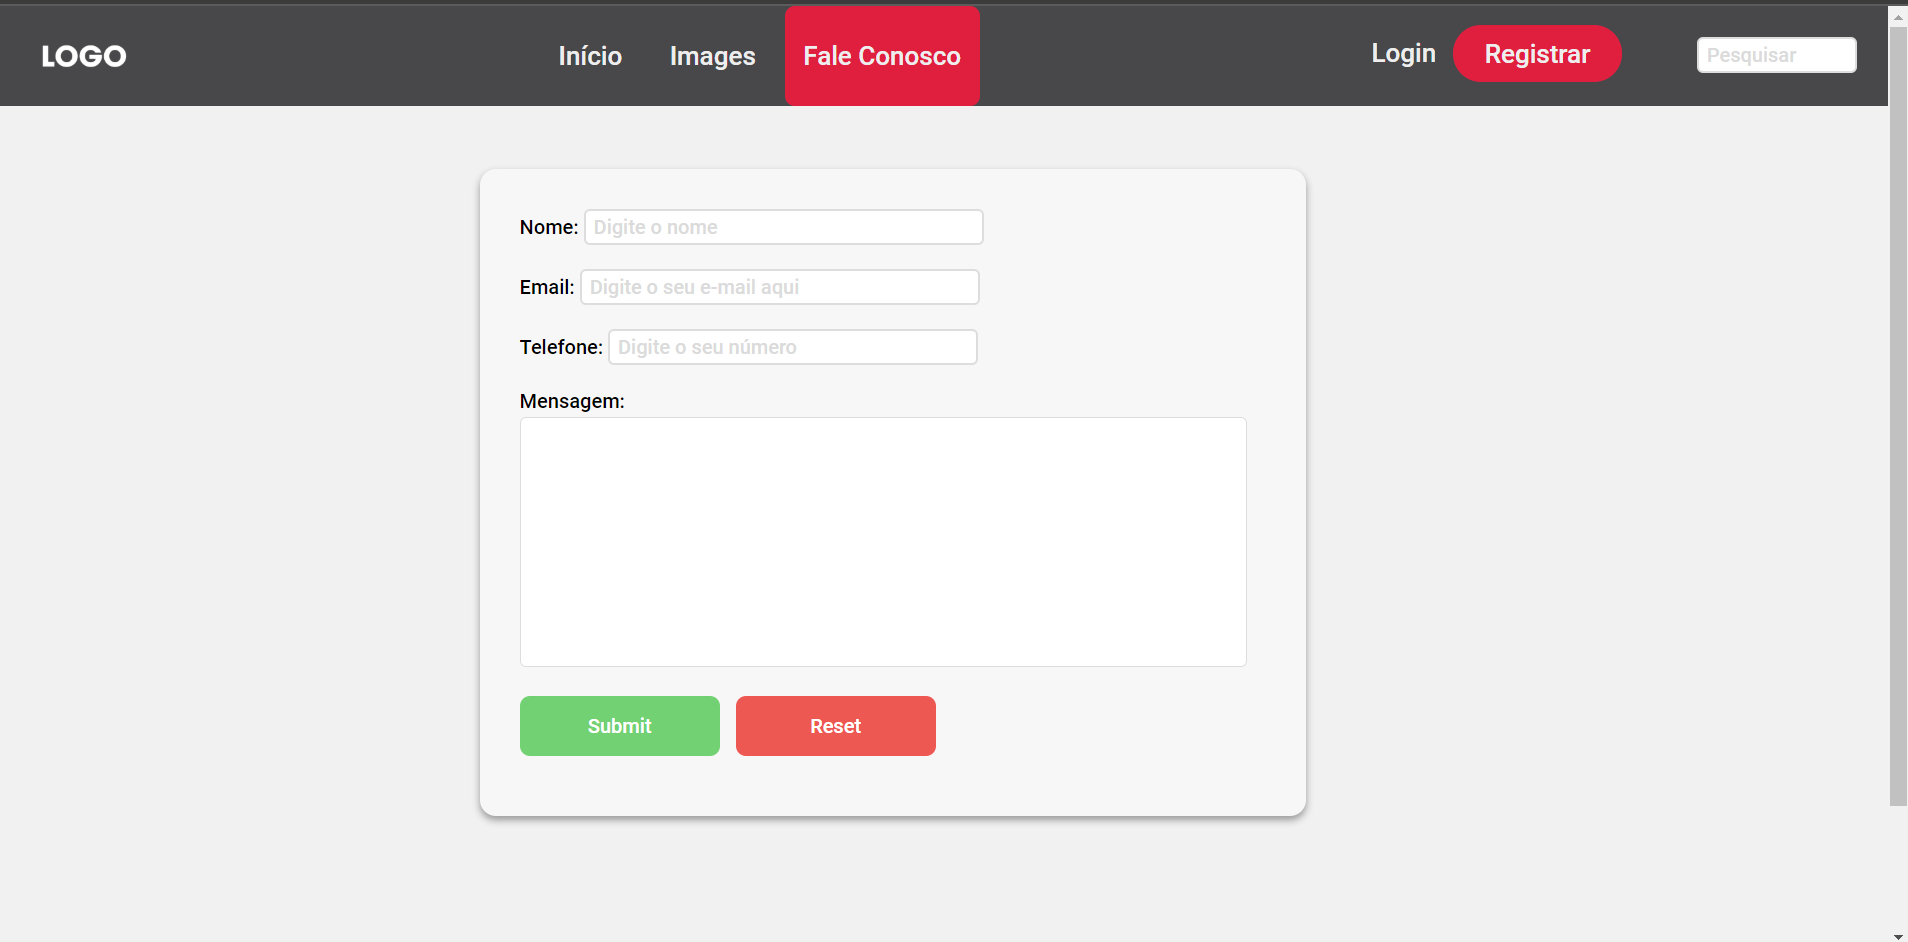 LOGO Início Images Fale Conosco Login Registrar Pesquisar
Nome: Digite o nome
Email: Digite o seu e-mail aqui
Telefone: Digite o seu número
Mensagem:
Submit Reset